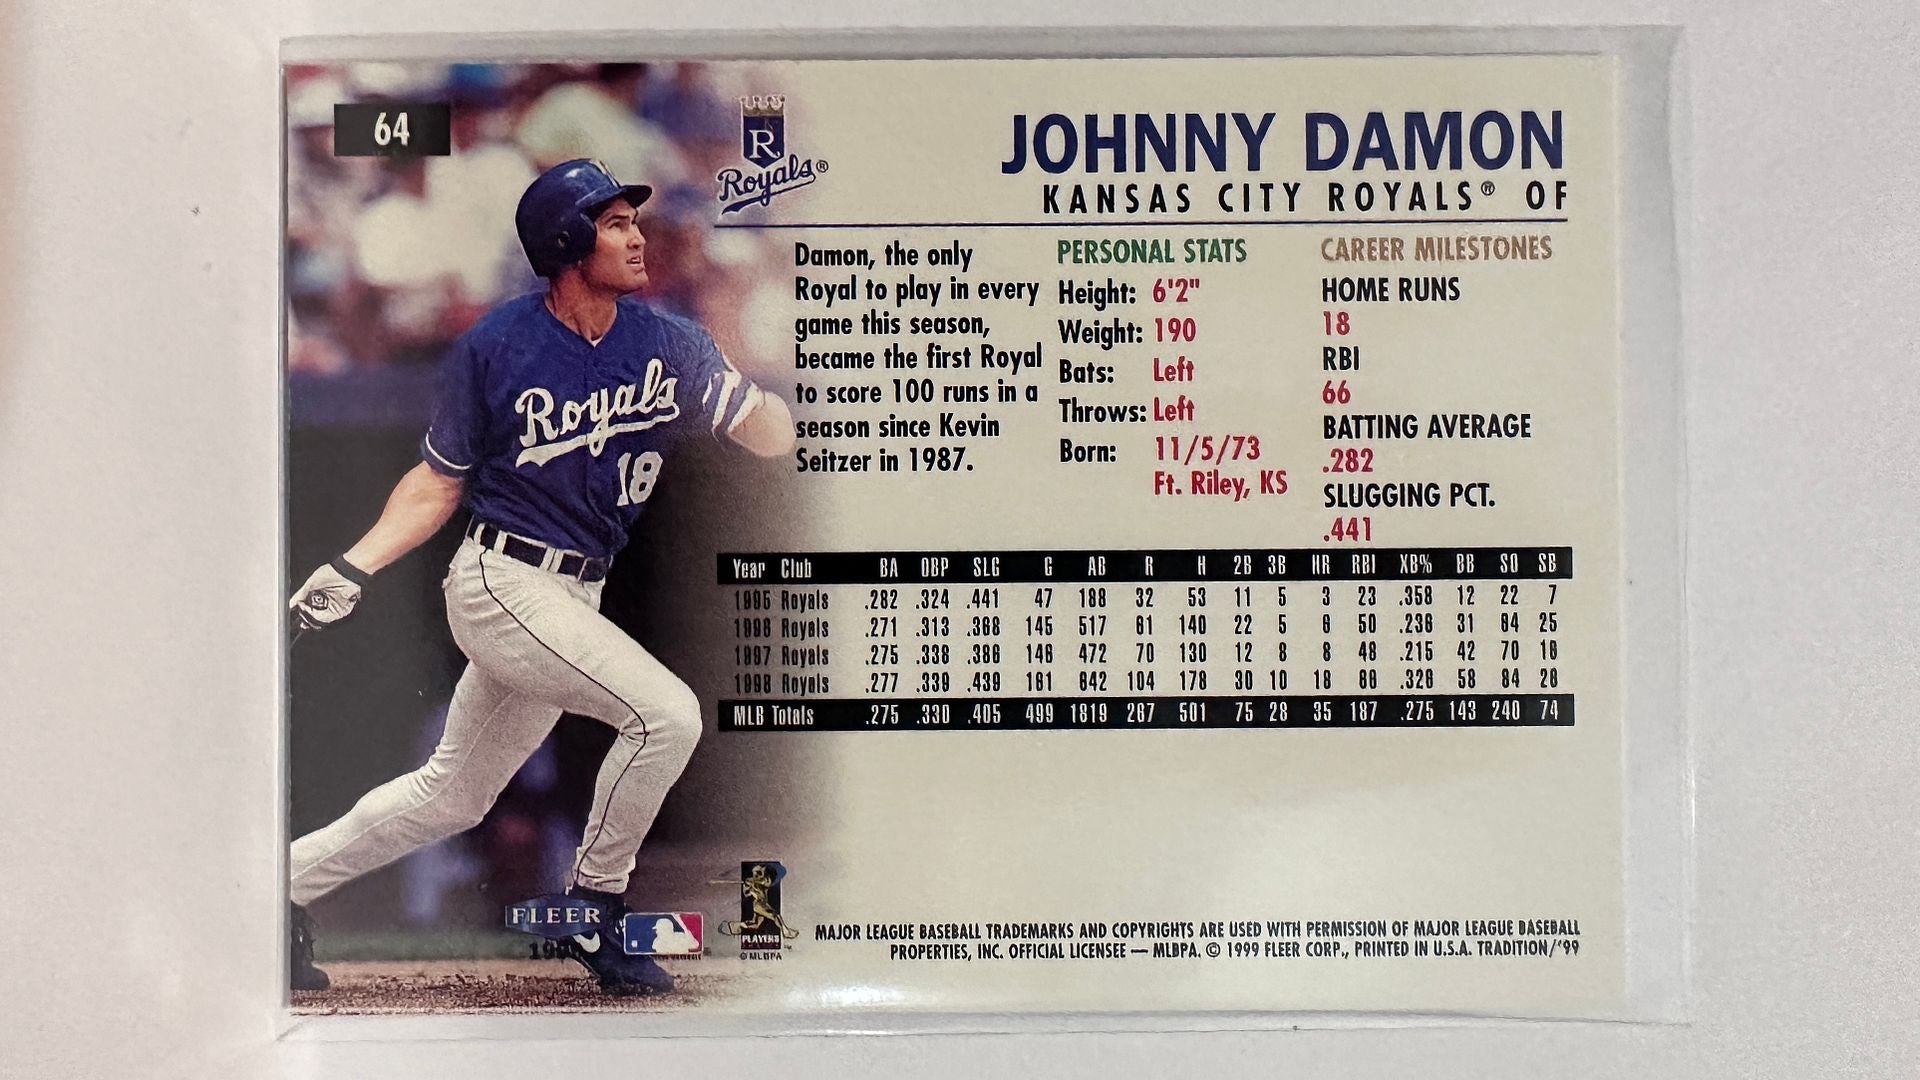 64
R
Royals®
JOHNNY DAMON
KANSAS CITY ROYALS® OF
Damon, the only
Royal to play in every
game this season,
became the first Royal
to score 100 runs in a
season since Kevin
Seitzer in 1987.
PERSONAL STATS
Height: 6'2"
Weight: 190
Bats: Left
Throws: Left
Born: 11/5/73
Ft. Riley, KS
CAREER MILESTONES
HOME RUNS
18
RBI
66
BATTING AVERAGE
.282
SLUGGING PCT.
.441
Royals
18
Year Club BA OBP SLG G AB R H 2B 3B HR RBI XB% BB SO SB
1995 Royals .282 .324 .441 47 188 32 53 11 5 3 23 .358 12 22 7
1996 Royals .271 .313 .368 145 517 61 140 22 5 6 50 .236 31 64 25
1997 Royals .275 .338 .386 146 472 70 130 12 8 8 48 .215 42 70 16
1998 Royals .277 .339 .439 161 642 104 178 30 10 18 66 .326 58 84 26
MLB Totals .275 .330 .405 499 1819 267 501 75 28 35 187 .275 143 240 74
FLEER
PLAYERS
© MLBPA
MAJOR LEAGUE BASEBALL TRADEMARKS AND COPYRIGHTS ARE USED WITH PERMISSION OF MAJOR LEAGUE BASEBALL
PROPERTIES, INC. OFFICIAL LICENSEE — MLBPA. © 1999 FLEER CORP., PRINTED IN U.S.A. TRADITION/'99